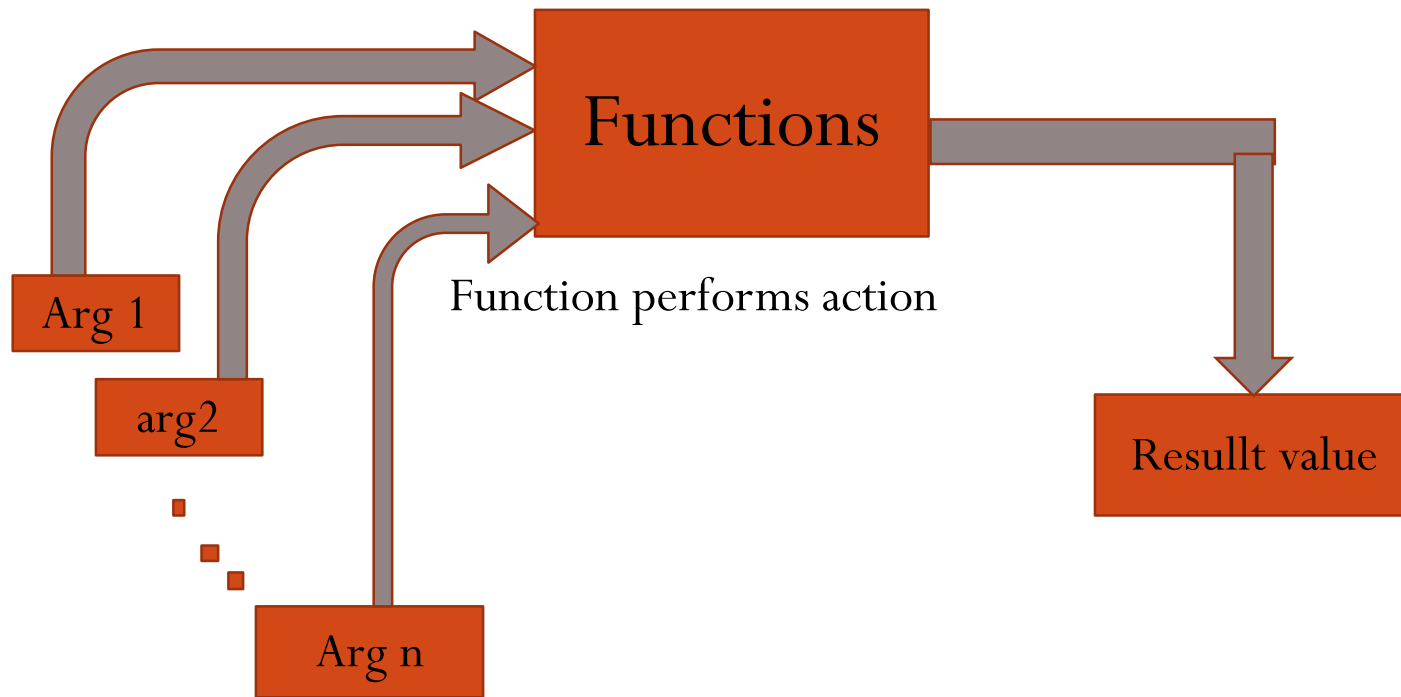 Functions
Function performs action
Arg 1
arg2
Resullt value
Arg n